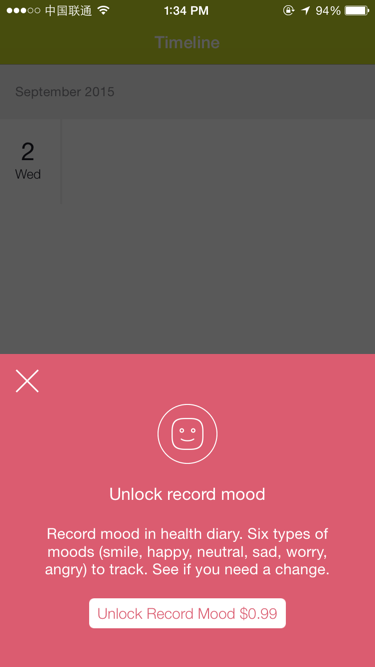 中国联通 1:34 PM 94%
Timeline
September 2015
2
Wed
Unlock record mood
Record mood in health diary. Six types of
moods (smile, happy, neutral, sad, worry,
angry) to track. See if you need a change.
Unlock Record Mood $0.99